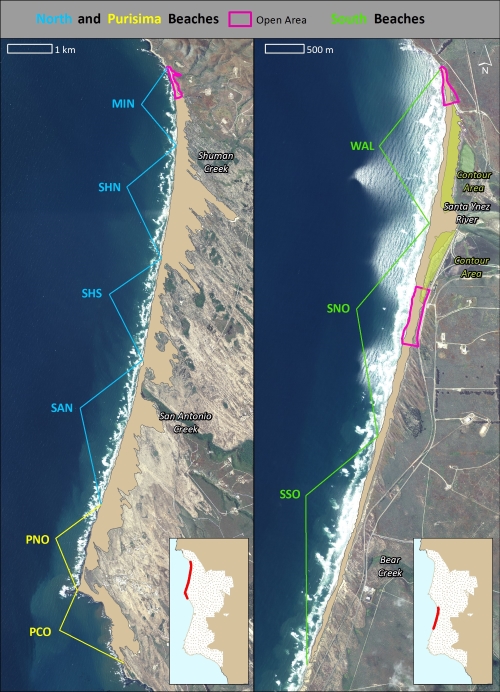 North and Purisima Beaches Open Area South Beaches
1 km
MIN
Shuman
Creek
SHN
SHS
SAN
San Antonio
Creek
PNO
PCO
500 m
N
WAL
Contour
Area
Santa Ynez
River
Contour
Area
SNO
SSO
Bear
Creek